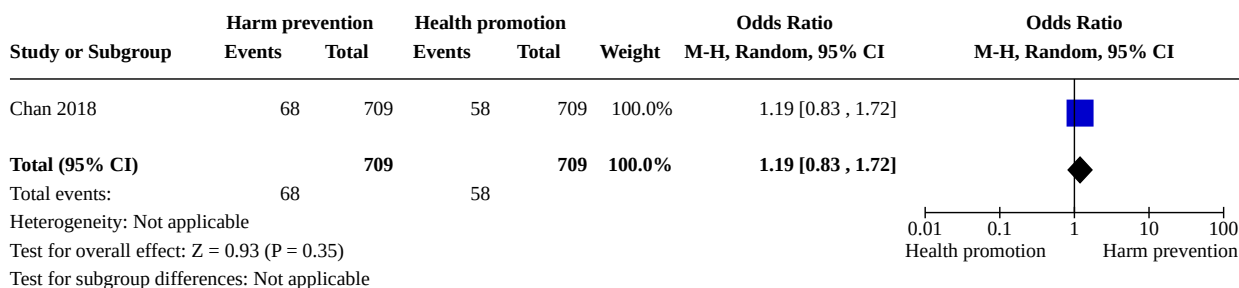 Harm prevention Health promotion Odds Ratio Odds Ratio
Study or Subgroup Events Total Events Total Weight M-H, Random, 95% CI M-H, Random, 95% CI
Chan 2018 68 709 58 709 100.0% 1.19 [0.83 , 1.72]
Total (95% CI) 709 709 100.0% 1.19 [0.83 , 1.72]
Total events: 68 58
Heterogeneity: Not applicable
0.01 0.1 1 10 100
Test for overall effect: Z = 0.93 (P = 0.35) Health promotion Harm prevention
Test for subgroup differences: Not applicable